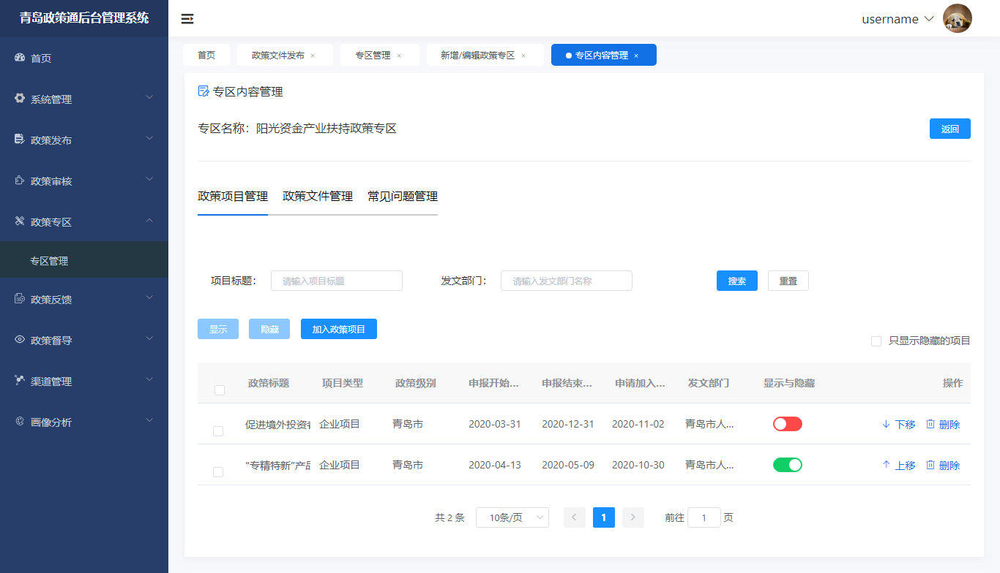 青岛政策通后台管理系统
username
首页
系统管理
政策发布
政策审核
政策专区
专区管理
政策反馈
政策督导
渠道管理
画像分析
首页 政策文件发布 × 专区管理 × 新增/编辑政策专区 × 专区内容管理 ×
专区内容管理
专区名称：阳光资金产业扶持政策专区 返回
政策项目管理 政策文件管理 常见问题管理
项目标题： 请输入项目标题 发文部门： 请输入发文部门名称 搜索 重置
显示 隐藏 加入政策项目
只显示隐藏的项目
政策标题 项目类型 政策级别 申报开始... 申报结束... 申请加入... 发文部门 显示与隐藏 操作
促进境外投资者 企业项目 青岛市 2020-03-31 2020-12-31 2020-11-02 青岛市人... 下移 删除
“专精特新”产品 企业项目 青岛市 2020-04-13 2020-05-09 2020-10-30 青岛市人... 上移 删除
共 2 条 10条/页 1 前往 1 页